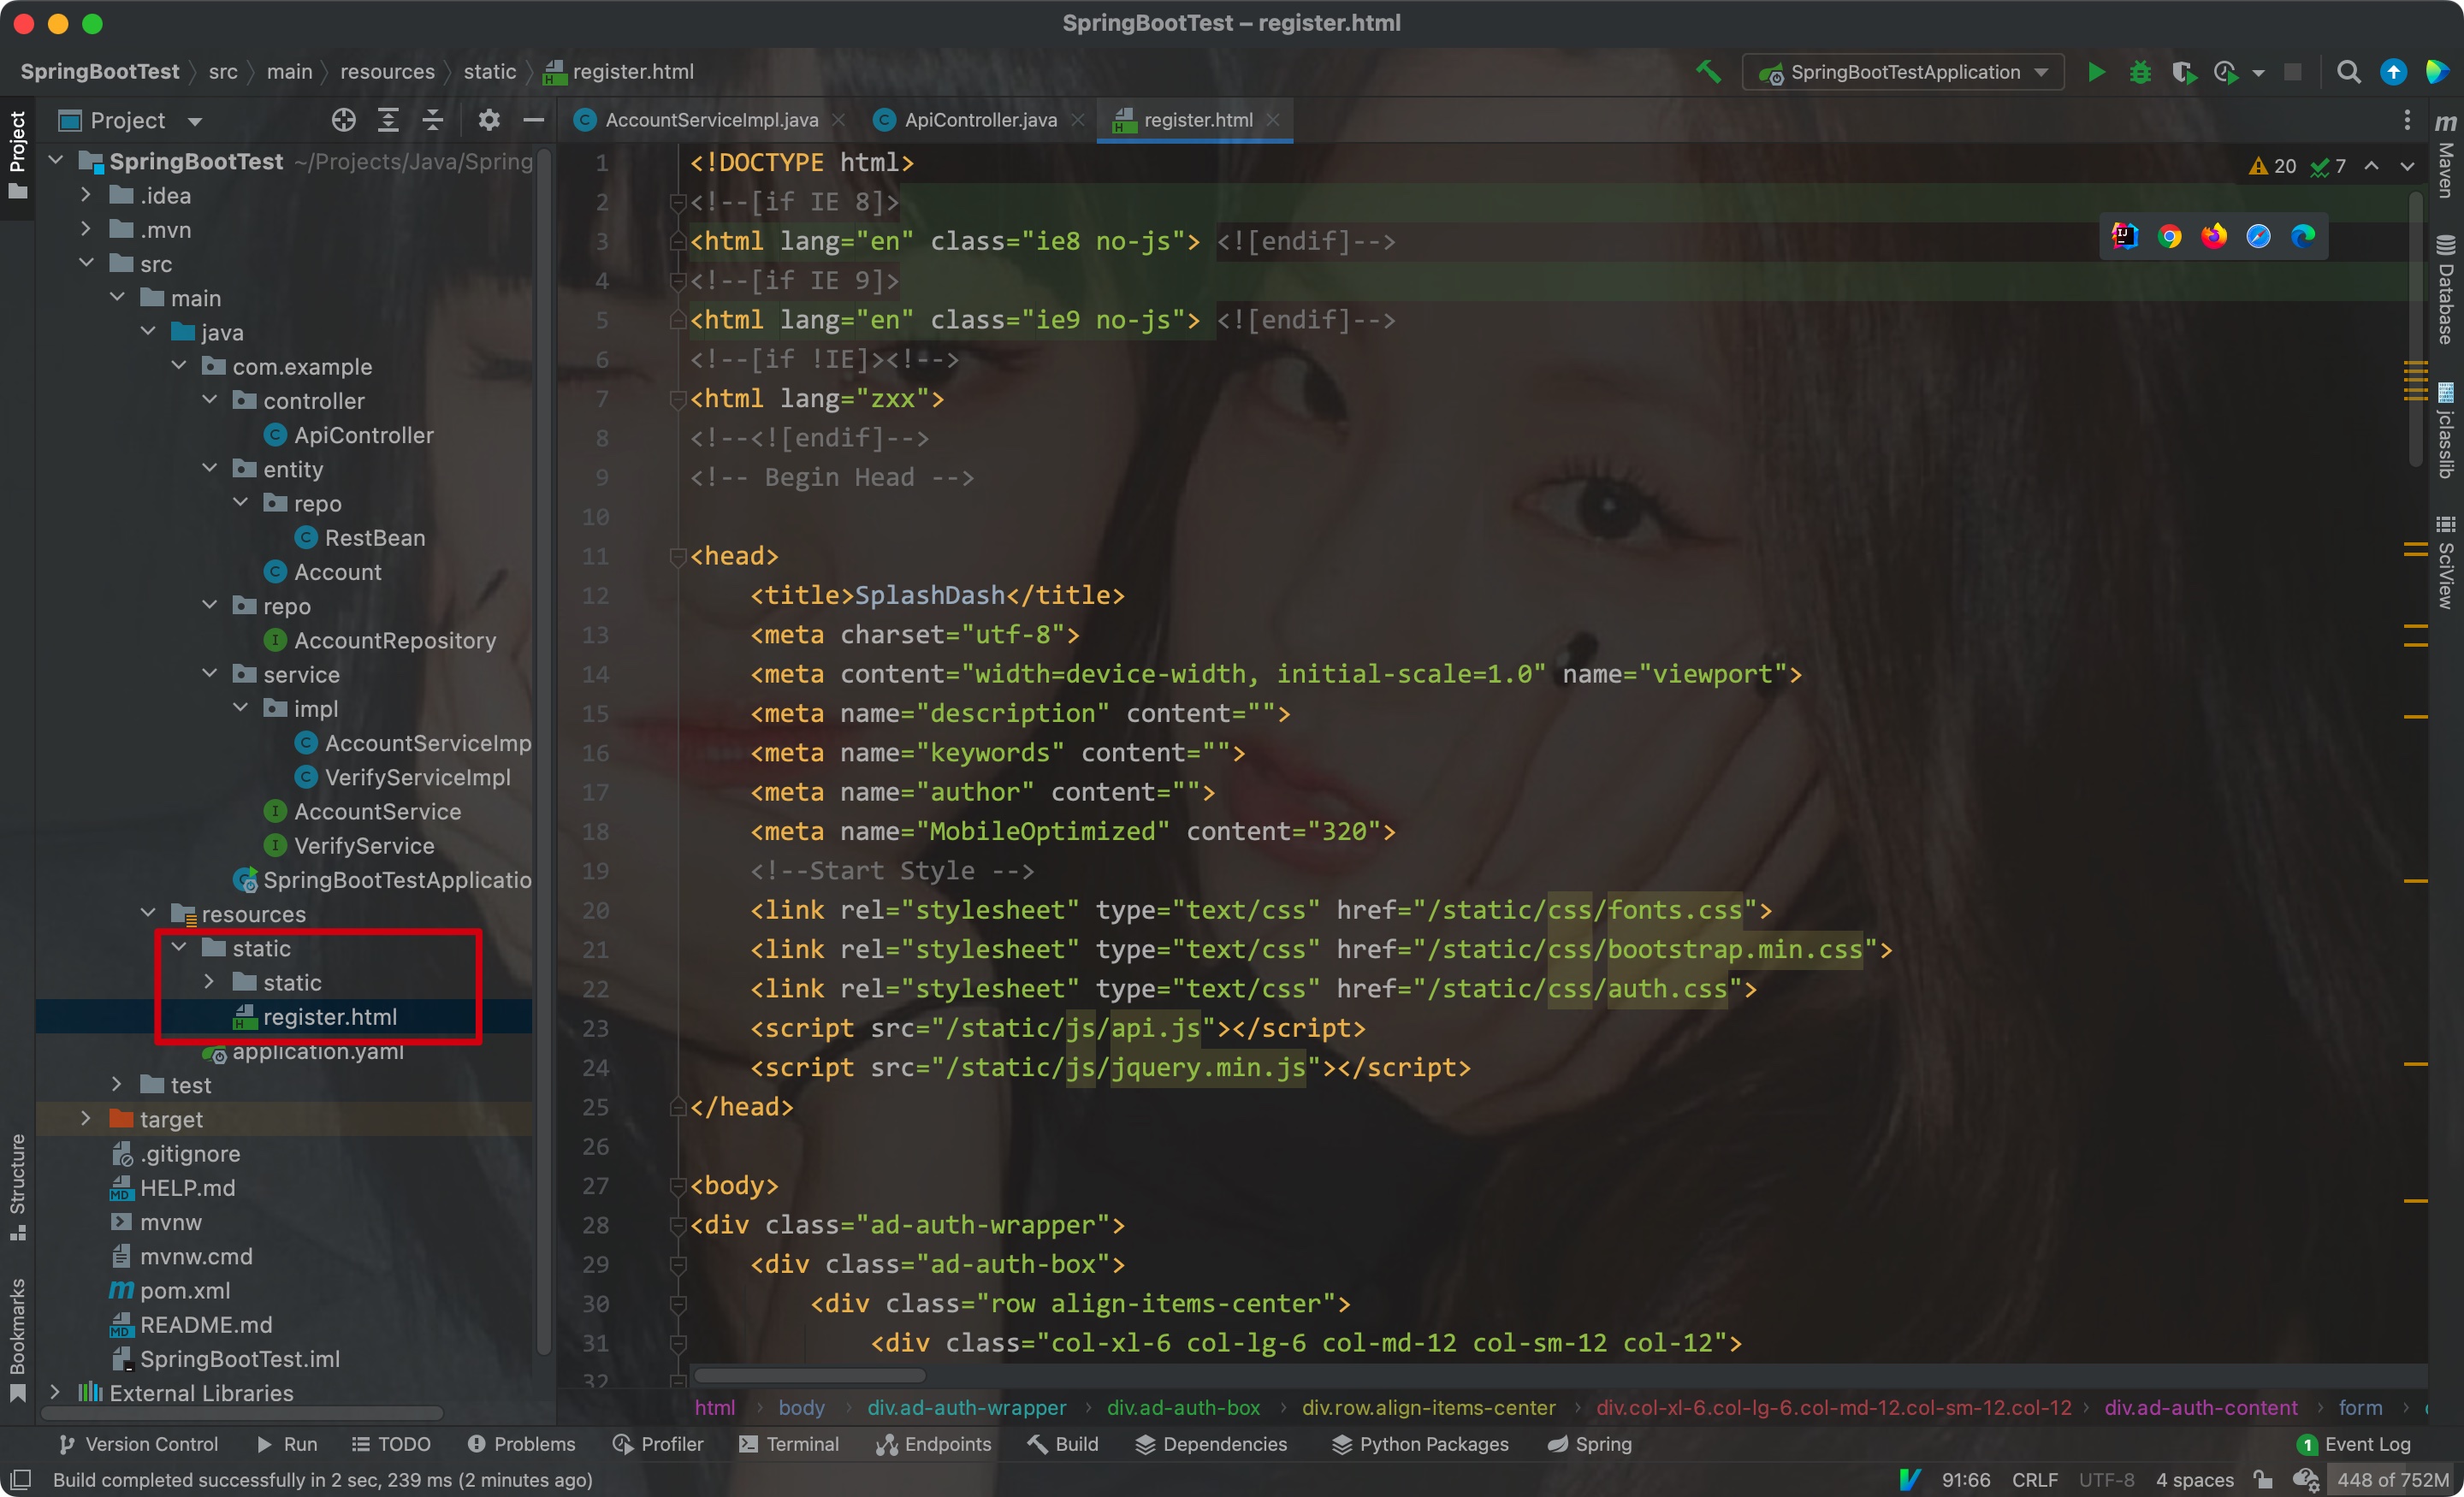 SpringBootTest – register.html
SpringBootTest
src
main
resources
static
register.html
SpringBootTestApplication
Project
Project
AccountServiceImpl.java
ApiController.java
register.html
SpringBootTest ~/Projects/Java/Spring
.idea
.mvn
src
main
java
com.example
controller
ApiController
entity
repo
RestBean
Account
repo
AccountRepository
service
impl
AccountServiceImp
VerifyServiceImpl
AccountService
VerifyService
SpringBootTestApplicatio
resources
static
static
register.html
application.yaml
test
target
.gitignore
HELP.md
mvnw
mvnw.cmd
pom.xml
README.md
SpringBootTest.iml
External Libraries
Structure
Bookmarks
20 7
1 <!DOCTYPE html>
2 <!--[if IE 8]>
3 <html lang="en" class="ie8 no-js"> <![endif]-->
4 <!--[if IE 9]>
5 <html lang="en" class="ie9 no-js"> <![endif]-->
6 <!--[if !IE]><!-->
7 <html lang="zxx">
8 <!--<![endif]-->
9 <!-- Begin Head -->
10
11 <head>
12 <title>SplashDash</title>
13 <meta charset="utf-8">
14 <meta content="width=device-width, initial-scale=1.0" name="viewport">
15 <meta name="description" content="">
16 <meta name="keywords" content="">
17 <meta name="author" content="">
18 <meta name="MobileOptimized" content="320">
19 <!--Start Style -->
20 <link rel="stylesheet" type="text/css" href="/static/css/fonts.css">
21 <link rel="stylesheet" type="text/css" href="/static/css/bootstrap.min.css">
22 <link rel="stylesheet" type="text/css" href="/static/css/auth.css">
23 <script src="/static/js/api.js"></script>
24 <script src="/static/js/jquery.min.js"></script>
25 </head>
26
27 <body>
28 <div class="ad-auth-wrapper">
29 <div class="ad-auth-box">
30 <div class="row align-items-center">
31 <div class="col-xl-6 col-lg-6 col-md-12 col-sm-12 col-12">
32
Maven
Database
jclasslib
SciView
html
body
div.ad-auth-wrapper
div.ad-auth-box
div.row.align-items-center
div.col-xl-6.col-lg-6.col-md-12.col-sm-12.col-12
div.ad-auth-content
form
Version Control
Run
TODO
Problems
Profiler
Terminal
Endpoints
Build
Dependencies
Python Packages
Spring
1 Event Log
Build completed successfully in 2 sec, 239 ms (2 minutes ago)
91:66
CRLF
UTF-8
4 spaces
448 of 752M